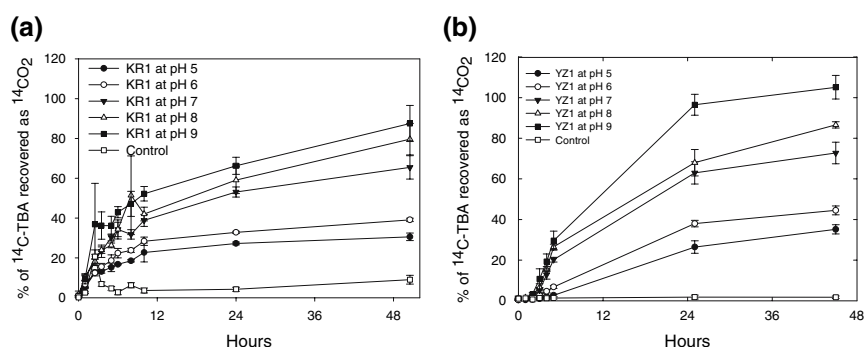 (a)
% of ¹⁴C-TBA recovered as ¹⁴CO₂
120
100
80
60
40
20
0
KR1 at pH 5
KR1 at pH 6
KR1 at pH 7
KR1 at pH 8
KR1 at pH 9
Control
0 12 24 36 48
Hours
(b)
% of ¹⁴C-TBA recovered as ¹⁴CO₂
120
100
80
60
40
20
0
YZ1 at pH 5
YZ1 at pH 6
YZ1 at pH 7
YZ1 at pH 8
YZ1 at pH 9
Control
0 12 24 36 48
Hours